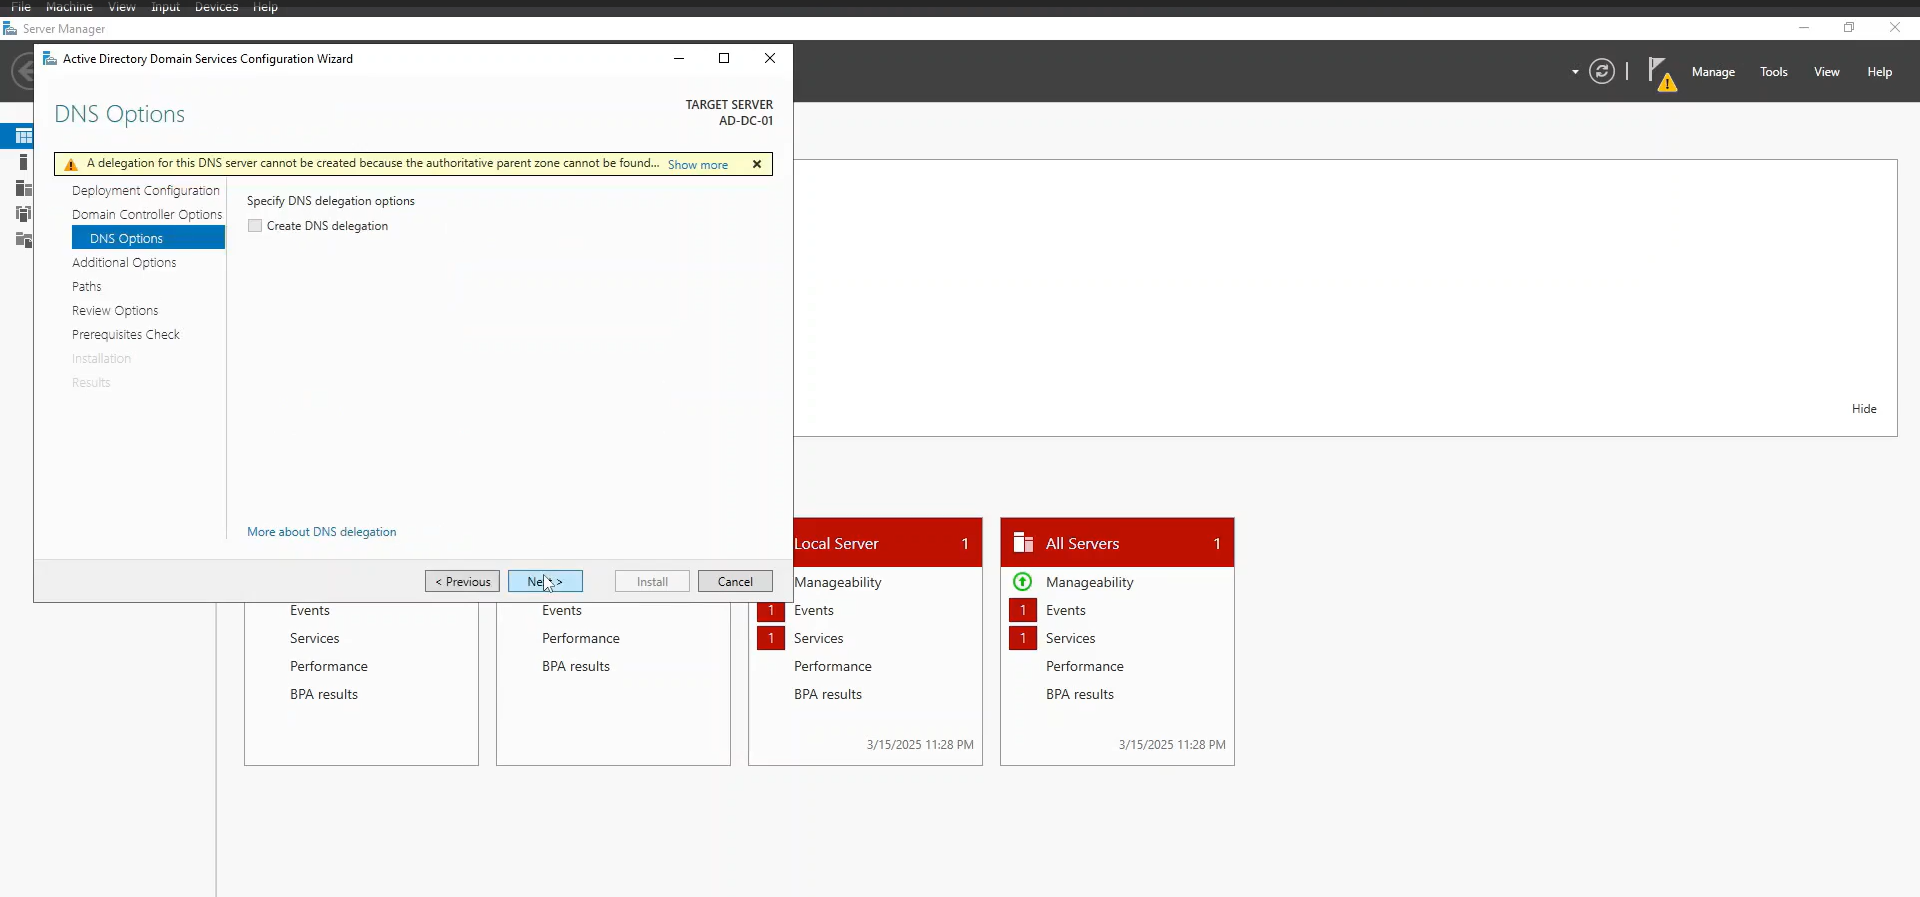 File Machine View Input Devices Help
Server Manager
Active Directory Domain Services Configuration Wizard
Manage Tools View Help
DNS Options
TARGET SERVER
AD-DC-01
A delegation for this DNS server cannot be created because the authoritative parent zone cannot be found... Show more
Deployment Configuration
Domain Controller Options
DNS Options
Additional Options
Paths
Review Options
Prerequisites Check
Installation
Results
Specify DNS delegation options
Create DNS delegation
More about DNS delegation
< Previous
Next >
Install
Cancel
Hide
Events
Services
Performance
BPA results
Events
Performance
BPA results
Local Server 1
Manageability
1 Events
1 Services
Performance
BPA results
3/15/2025 11:28 PM
All Servers 1
Manageability
1 Events
1 Services
Performance
BPA results
3/15/2025 11:28 PM